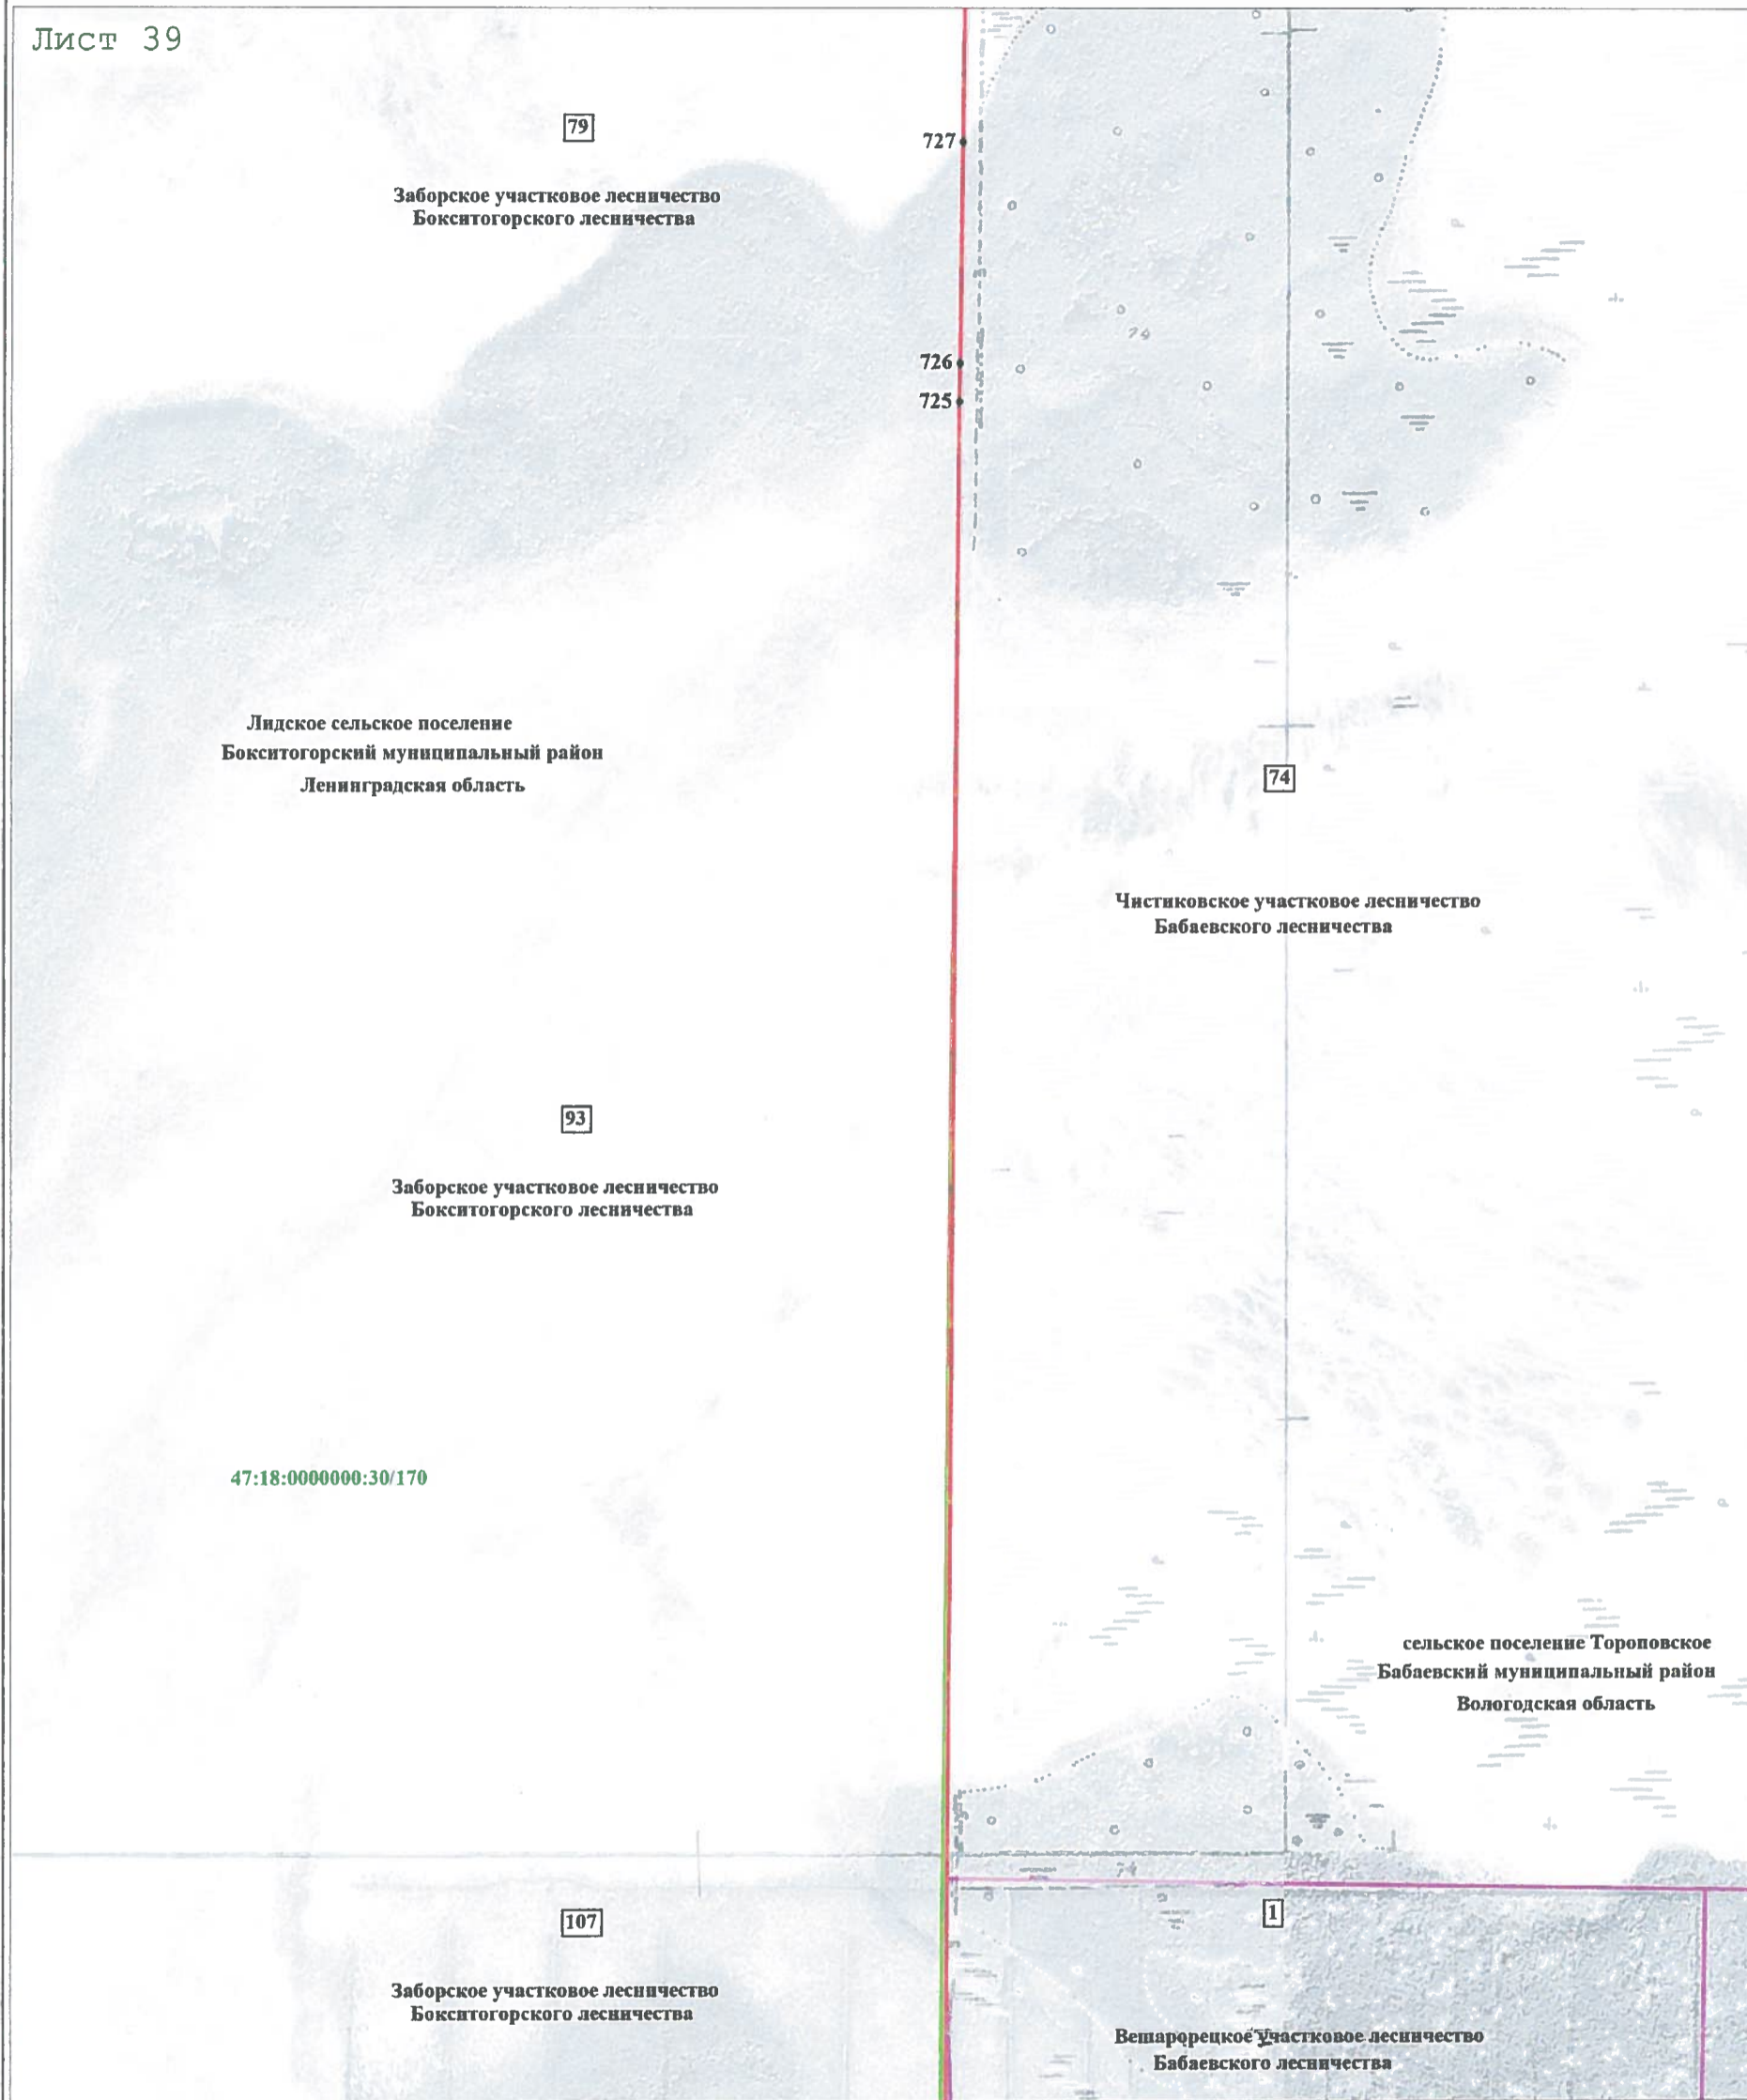 Лист 39
79
Заборское участковое лесничество
Бокситогорского лесничества
727
74
726
725
Лидское сельское поселение
Бокситогорский муниципальный район
Ленинградская область
74
Чистиковское участковое лесничество
Бабаевского лесничества
93
Заборское участковое лесничество
Бокситогорского лесничества
47:18:0000000:30/170
сельское поселение Тороповское
Бабаевский муниципальный район
Вологодская область
74
107
1
Заборское участковое лесничество
Бокситогорского лесничества
Вешарорецкое участковое лесничество
Бабаевского лесничества